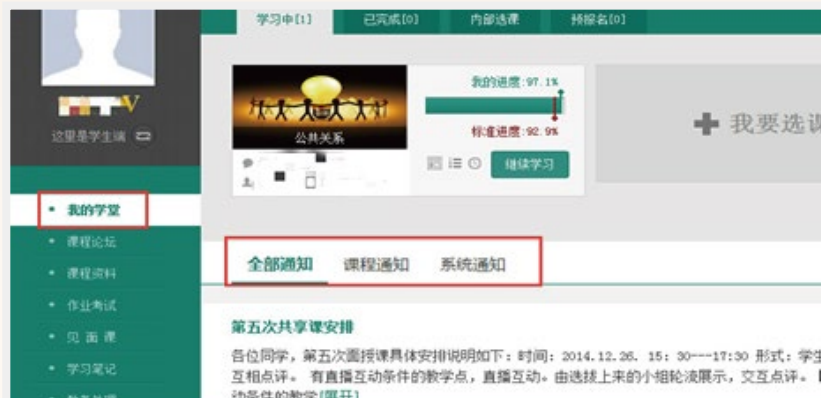 学习中[1]
已完成[0]
内部选课
预报名[0]
V
这里是学生端
我的学堂
课程论坛
课程资料
作业考试
见面课
学习笔记
公共关系
我的进度:97.1%
标准进度:92.9%
继续学习
我要选课
全部通知 课程通知 系统通知
第五次共享课安排
各位同学,第五次面授课具体安排说明如下:时间:2014.12.26. 15:30---17:30 形式:学生
互相点评。 有直播互动条件的教学点,直播互动。由选拔上来的小组轮流展示,交互点评。
动条件的教学[展开]